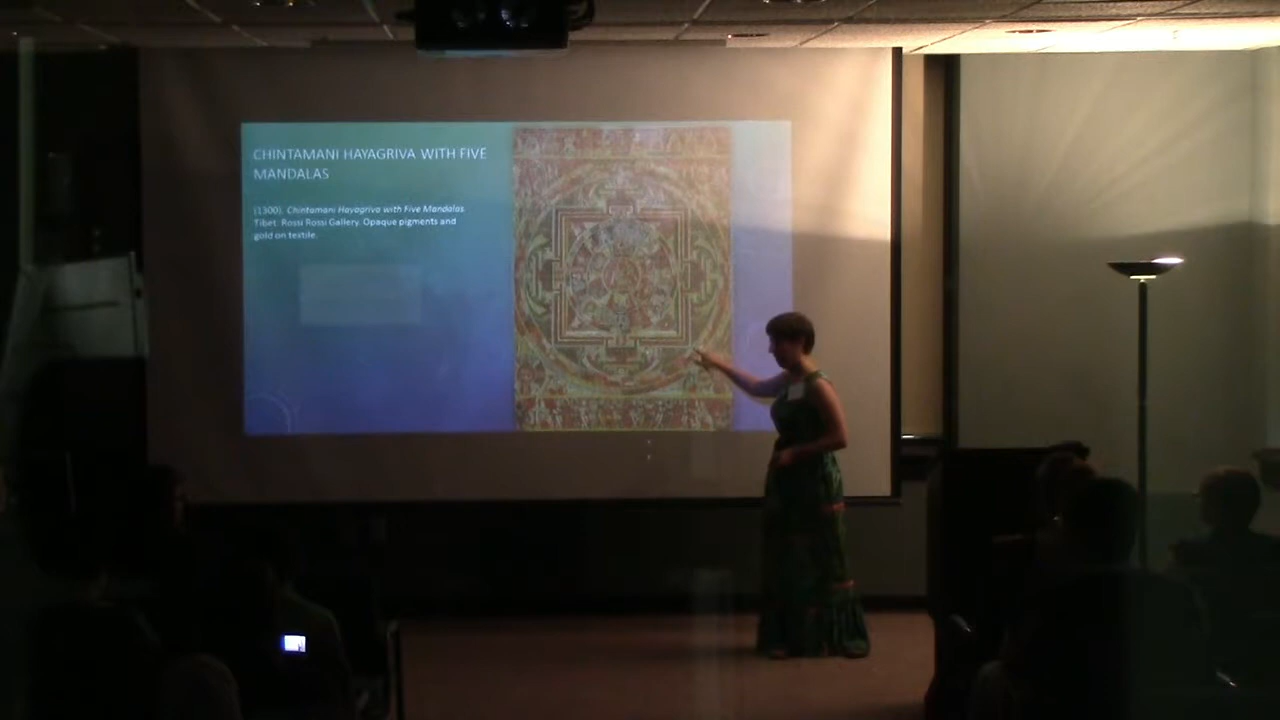 CHINTAMANI HAYAGRIVA WITH FIVE
MANDALAS
(1300). Chintamani Hayagriva with Five Mandalas.
Tibet. Rossi Rossi Gallery. Opaque pigments and
gold on textile.